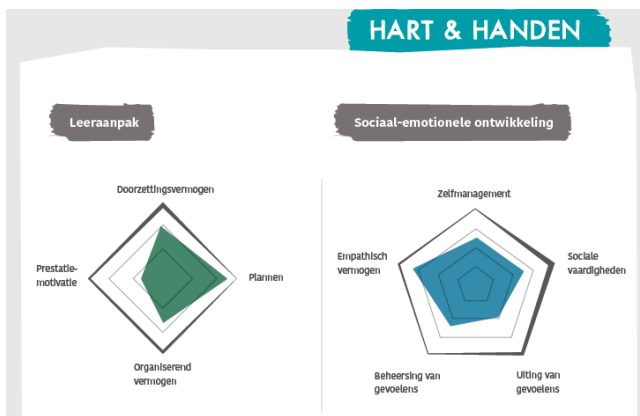 HART & HANDEN
Leeraanpak
Doorzettingsvermogen
Prestatie-
motivatie
Plannen
Organiserend
vermogen
Sociaal-emotionele ontwikkeling
Zelfmanagement
Empathisch
vermogen
Sociale
vaardigheden
Beheersing van
gevoelens
Uiting van
gevoelens